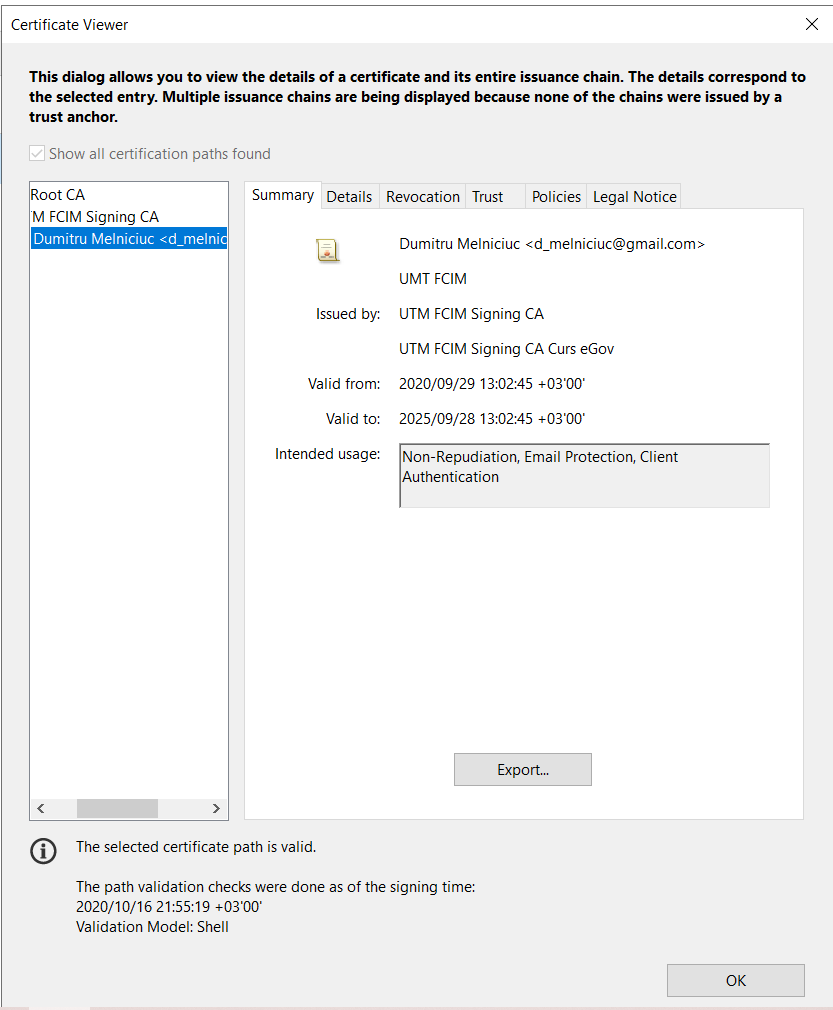 Certificate Viewer
This dialog allows you to view the details of a certificate and its entire issuance chain. The details correspond to
the selected entry. Multiple issuance chains are being displayed because none of the chains were issued by a
trust anchor.
Show all certification paths found
Root CA
M FCIM Signing CA
Dumitru Melniciuc <d_melnic
Summary Details Revocation Trust Policies Legal Notice
Dumitru Melniciuc <d_melniciuc@gmail.com>
UMT FCIM
Issued by: UTM FCIM Signing CA
UTM FCIM Signing CA Curs eGov
Valid from: 2020/09/29 13:02:45 +03'00'
Valid to: 2025/09/28 13:02:45 +03'00'
Intended usage: Non-Repudiation, Email Protection, Client
Authentication
Export...
The selected certificate path is valid.
The path validation checks were done as of the signing time:
2020/10/16 21:55:19 +03'00'
Validation Model: Shell
OK